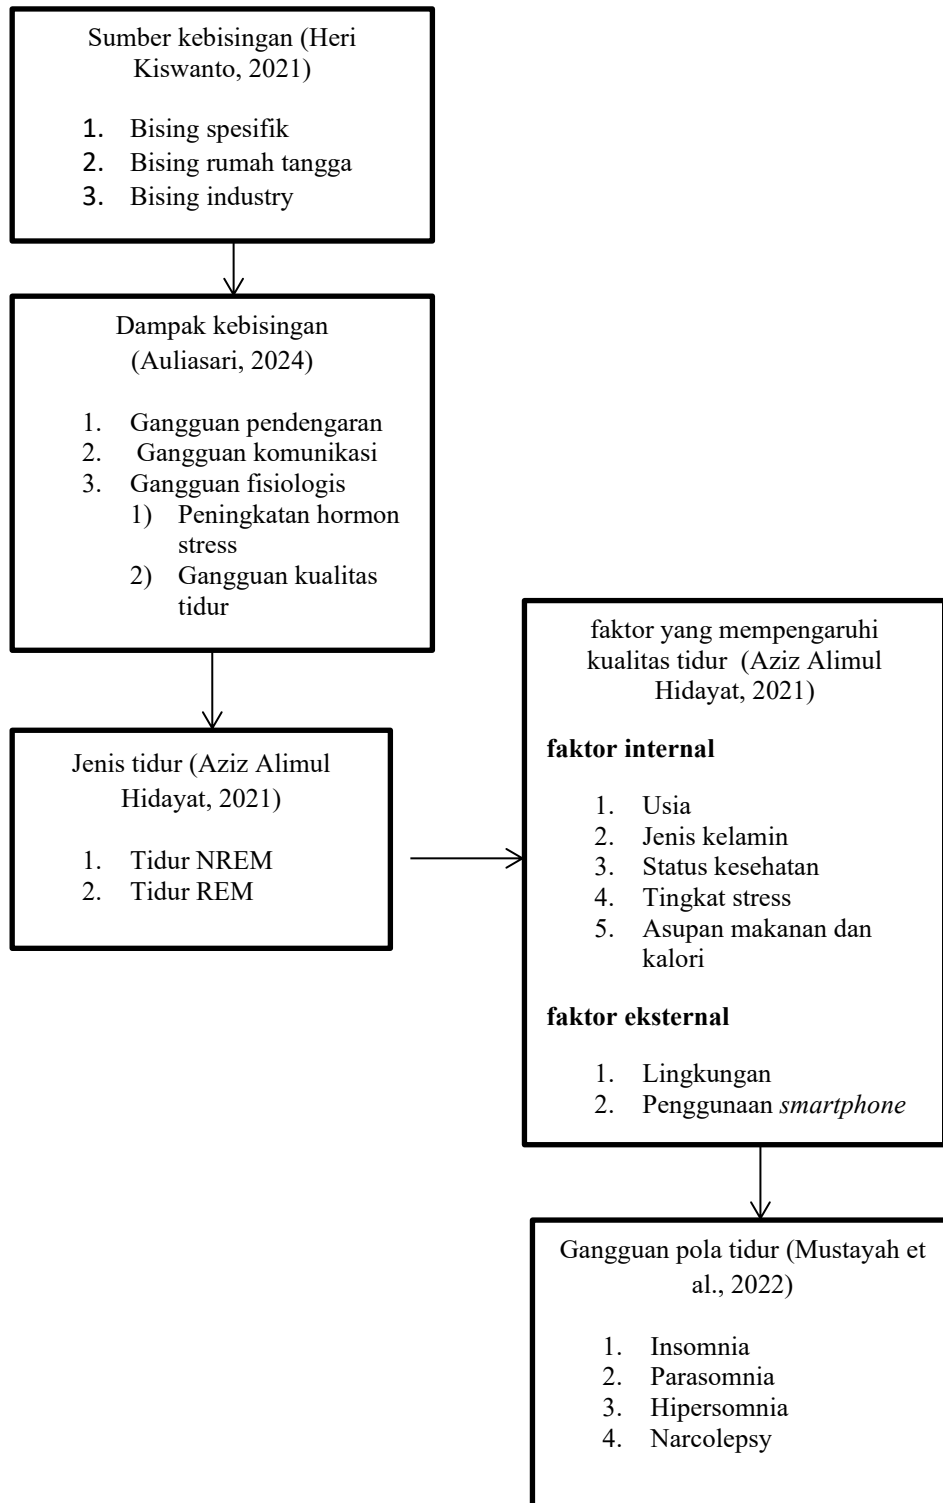 Sumber kebisingan (Heri
Kiswanto, 2021)
1. Bising spesifik
2. Bising rumah tangga
3. Bising industry
Dampak kebisingan
(Auliasari, 2024)
1. Gangguan pendengaran
2. Gangguan komunikasi
3. Gangguan fisiologis
1) Peningkatan hormon
stress
2) Gangguan kualitas
tidur
Jenis tidur (Aziz Alimul
Hidayat, 2021)
1. Tidur NREM
2. Tidur REM
faktor yang mempengaruhi
kualitas tidur (Aziz Alimul
Hidayat, 2021)
faktor internal
1. Usia
2. Jenis kelamin
3. Status kesehatan
4. Tingkat stress
5. Asupan makanan dan
kalori
faktor eksternal
1. Lingkungan
2. Penggunaan smartphone
Gangguan pola tidur (Mustayah et
al., 2022)
1. Insomnia
2. Parasomnia
3. Hipersomnia
4. Narcolepsy